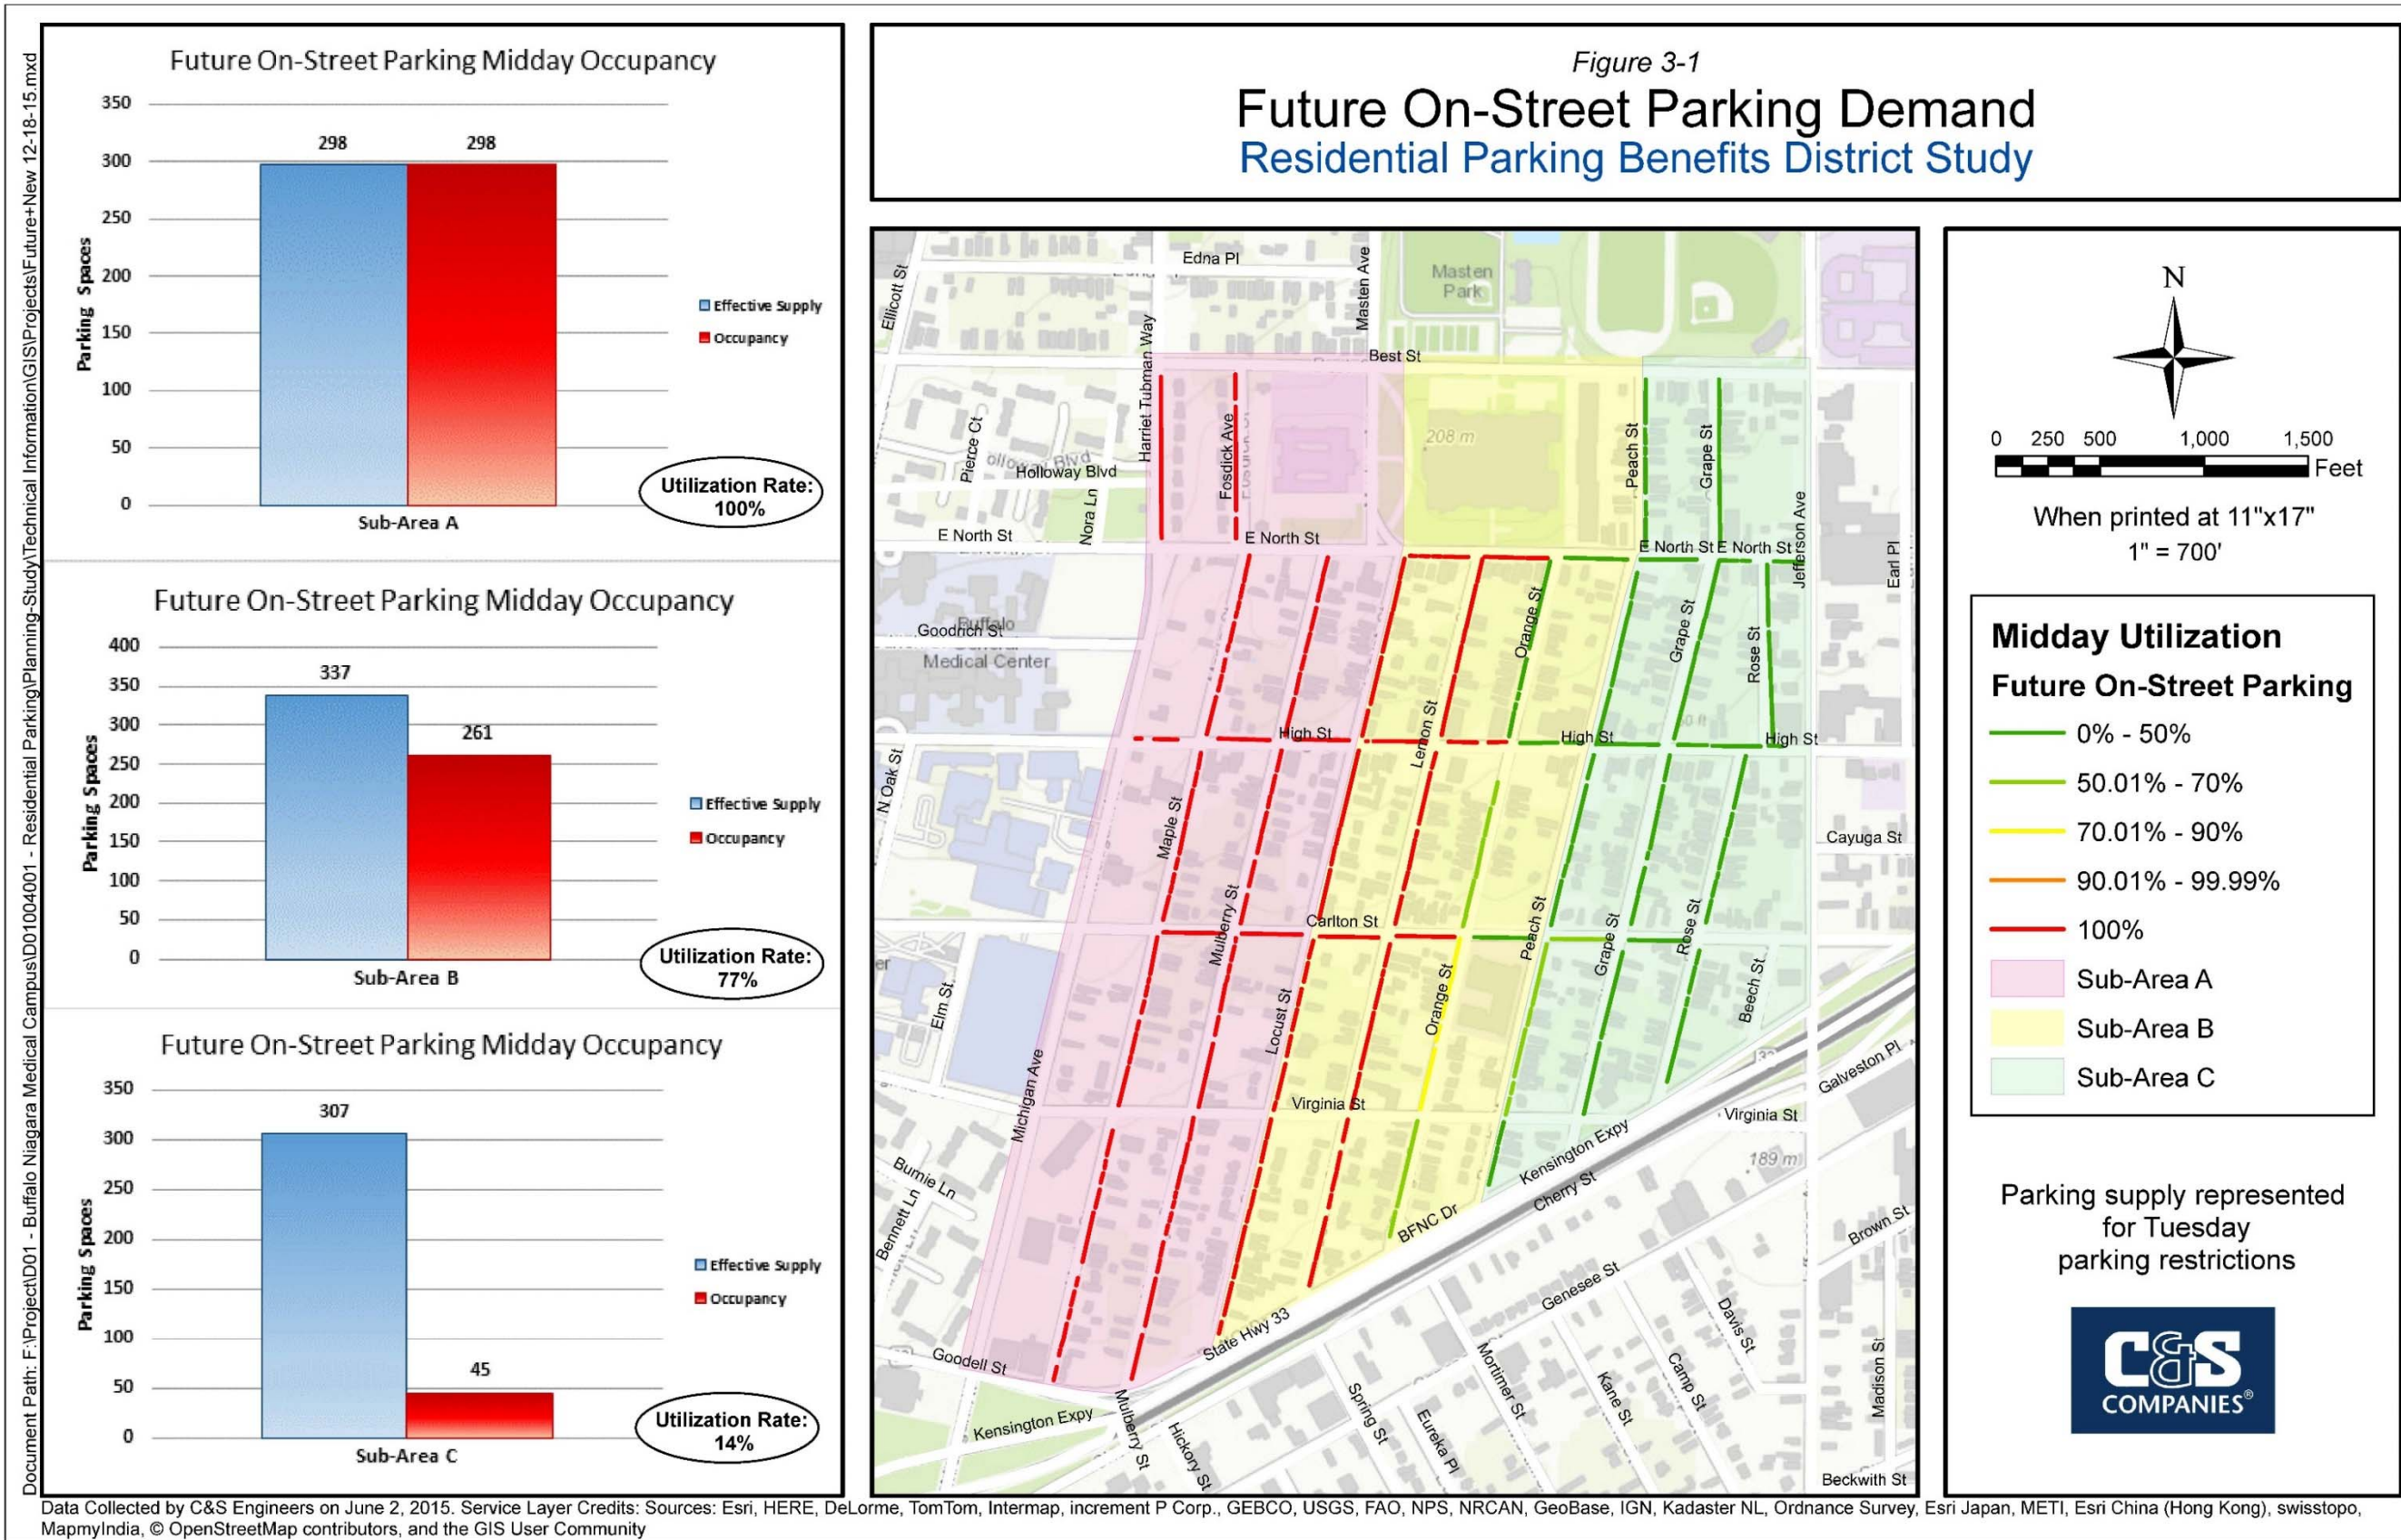 Document Path: F:\Project\D01 - Buffalo Niagara Medical Campus\D01004001 - Residential Parking\Planning-Study\Technical Information\GIS\Projects\Future+New 12-18-15.mxd
Future On-Street Parking Midday Occupancy
350
300
250
200
150
100
50
0
Parking Spaces
298
298
Sub-Area A
Effective Supply
Occupancy
Utilization Rate:
100%
Future On-Street Parking Midday Occupancy
400
350
300
250
200
150
100
50
0
Parking Spaces
337
261
Sub-Area B
Effective Supply
Occupancy
Utilization Rate:
77%
Future On-Street Parking Midday Occupancy
350
300
250
200
150
100
50
0
Parking Spaces
307
45
Sub-Area C
Effective Supply
Occupancy
Utilization Rate:
14%
Figure 3-1
Future On-Street Parking Demand
Residential Parking Benefits District Study
Edna Pl
Ellicott St
Masten Ave
Masten
Park
Harriet Tubman Way
Best St
Pierce Ct
Holloway Blvd
Nora Ln
Fosdick Ave
208 m
Peach St
Grape St
Jefferson Ave
E North St
E North St
E North St
E North St
Earl Pl
Goodrich St
Buffalo
General
Medical Center
Orange St
Grape St
Rose St
Lemon St
High St
High St
High St
N Oak St
Maple St
Cayuga St
Mulberry St
Carlton St
Peach St
Grape St
Rose St
Elm St
Locust St
Orange St
Beech St
Michigan Ave
Virginia St
Virginia St
Galveston Pl
Kensington Expy
189 m
Burnie Ln
Bennett Ln
BFNC Dr
Cherry St
Brown St
Genesee St
State Hwy 33
Goodell St
Davis St
Mortimer St
Kane St
Camp St
Madison St
Kensington Expy
Mulberry St
Hickory St
Spring St
Eureka Pl
Beckwith St
N
0 250 500 1,000 1,500
Feet
When printed at 11"x17"
1" = 700'
Midday Utilization
Future On-Street Parking
0% - 50%
50.01% - 70%
70.01% - 90%
90.01% - 99.99%
100%
Sub-Area A
Sub-Area B
Sub-Area C
Parking supply represented
for Tuesday
parking restrictions
C&S
COMPANIES®
Data Collected by C&S Engineers on June 2, 2015. Service Layer Credits: Sources: Esri, HERE, DeLorme, TomTom, Intermap, increment P Corp., GEBCO, USGS, FAO, NPS, NRCAN, GeoBase, IGN, Kadaster NL, Ordnance Survey, Esri Japan, METI, Esri China (Hong Kong), swisstopo,
MapmyIndia, © OpenStreetMap contributors, and the GIS User Community